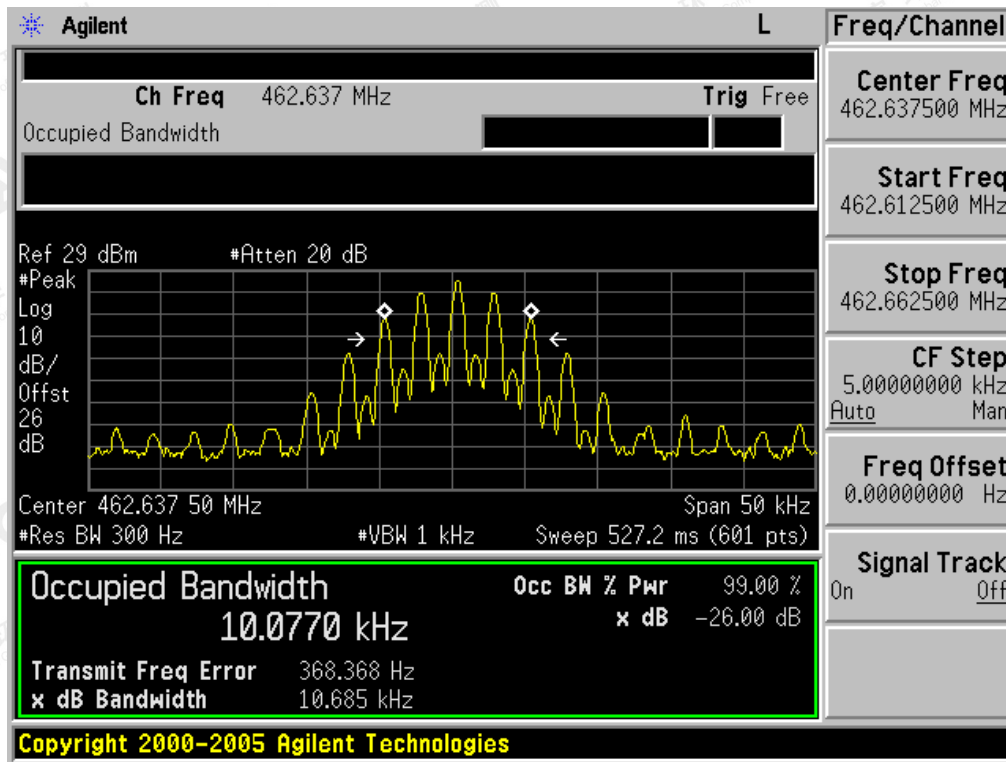 Agilent L
Ch Freq 462.637 MHz Trig Free
Occupied Bandwidth
Ref 29 dBm #Atten 20 dB
#Peak
Log
10
dB/
Offst
26
dB
Center 462.637 50 MHz Span 50 kHz
#Res BW 300 Hz #VBW 1 kHz Sweep 527.2 ms (601 pts)
Occupied Bandwidth Occ BW % Pwr 99.00 %
10.0770 kHz x dB -26.00 dB
Transmit Freq Error 368.368 Hz
x dB Bandwidth 10.685 kHz
Copyright 2000-2005 Agilent Technologies
Freq/Channel
Center Freq
462.637500 MHz
Start Freq
462.612500 MHz
Stop Freq
462.662500 MHz
CF Step
5.00000000 kHz
Auto Man
Freq Offset
0.00000000 Hz
Signal Track
On Off